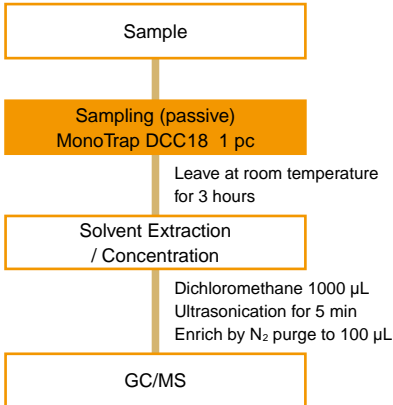 Sample
Sampling (passive)
MonoTrap DCC18 1 pc
Leave at room temperature
for 3 hours
Solvent Extraction
/ Concentration
Dichloromethane 1000 µL
Ultrasonication for 5 min
Enrich by N₂ purge to 100 µL
GC/MS